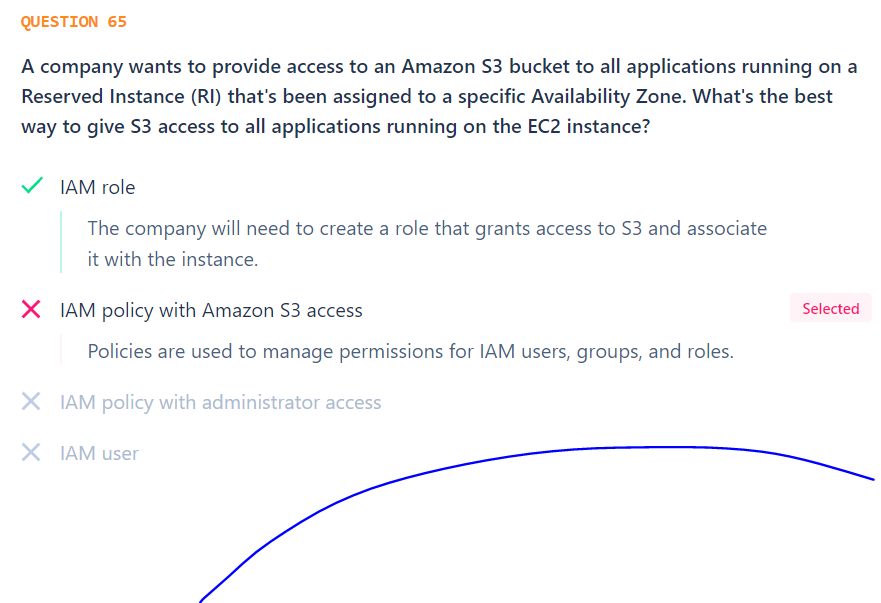 QUESTION 65
A company wants to provide access to an Amazon S3 bucket to all applications running on a
Reserved Instance (RI) that's been assigned to a specific Availability Zone. What's the best
way to give S3 access to all applications running on the EC2 instance?
IAM role
The company will need to create a role that grants access to S3 and associate
it with the instance.
IAM policy with Amazon S3 access
Selected
Policies are used to manage permissions for IAM users, groups, and roles.
IAM policy with administrator access
IAM user